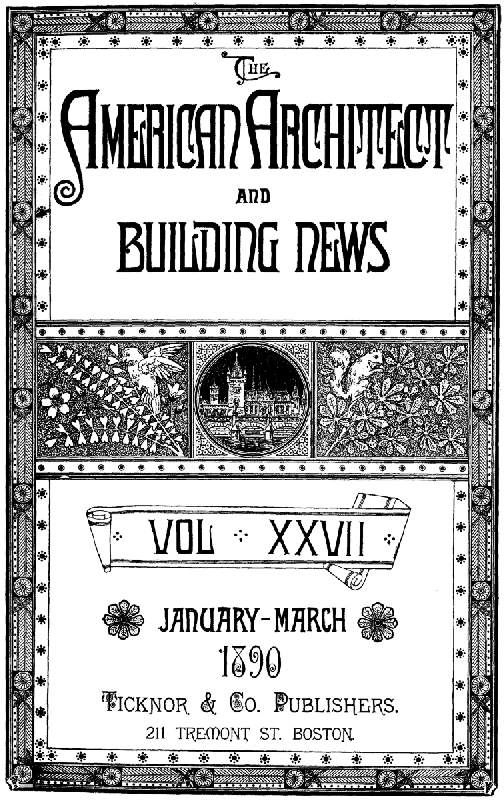 The
American Architect
and
Building News
VOL XXVII
January-March
1890
Ticknor & Co. Publishers.
211 Tremont St. Boston.